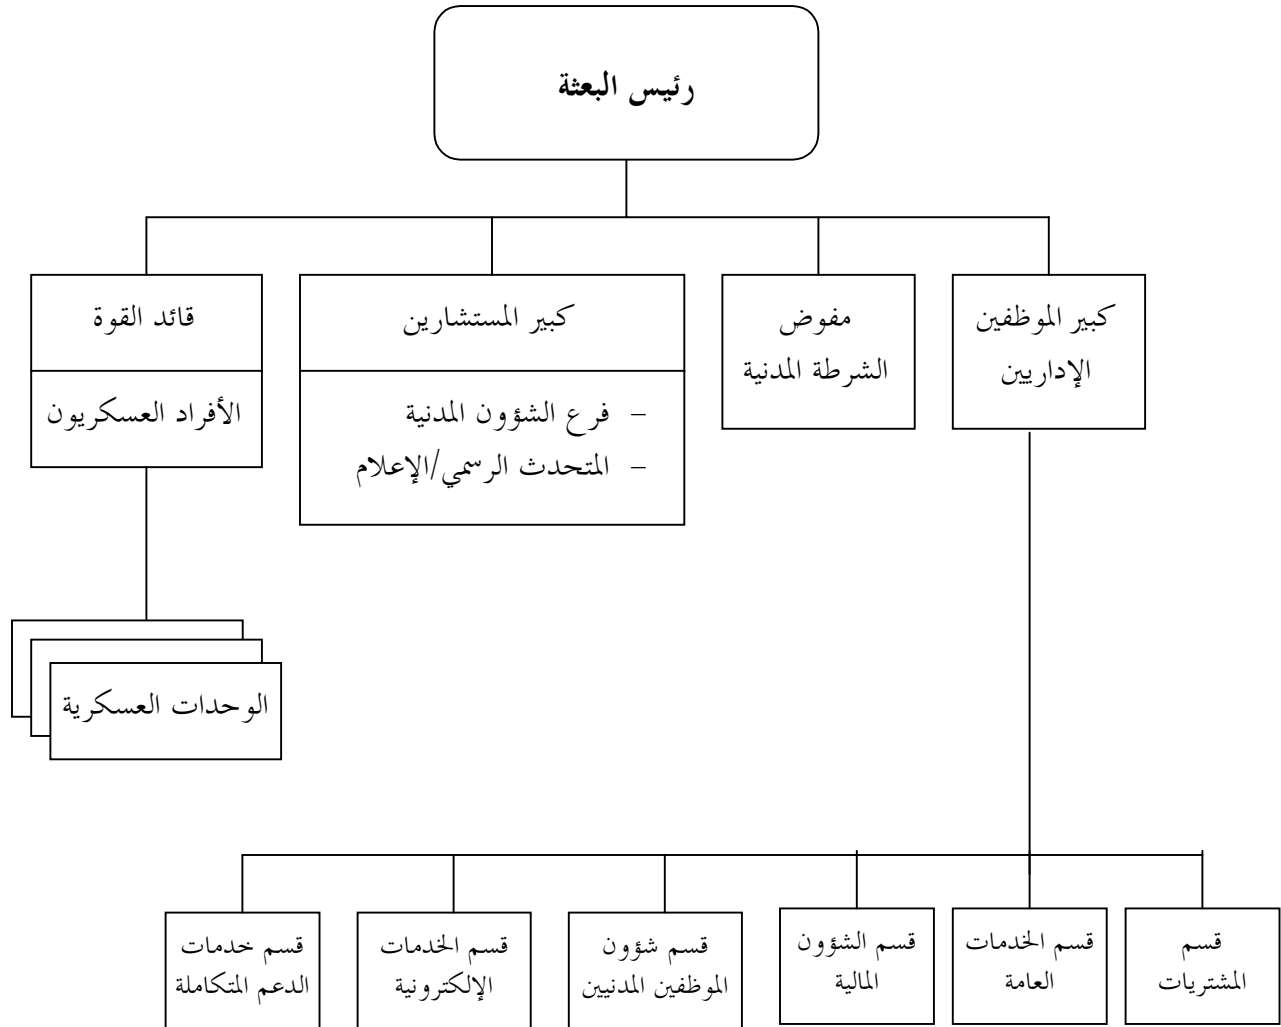 رئيس البعثة
كبير الموظفين
الإداريين
مفوض
الشرطة المدنية
كبير المستشارين
– فرع الشؤون المدنية
– المتحدث الرسمي/الإعلام
قائد القوة
الأفراد العسكريون
الوحدات العسكرية
قسم
المشتريات
قسم الخدمات
العامة
قسم الشؤون
المالية
قسم شؤون
الموظفين المدنيين
قسم الخدمات
الإلكترونية
قسم خدمات
الدعم المتكاملة